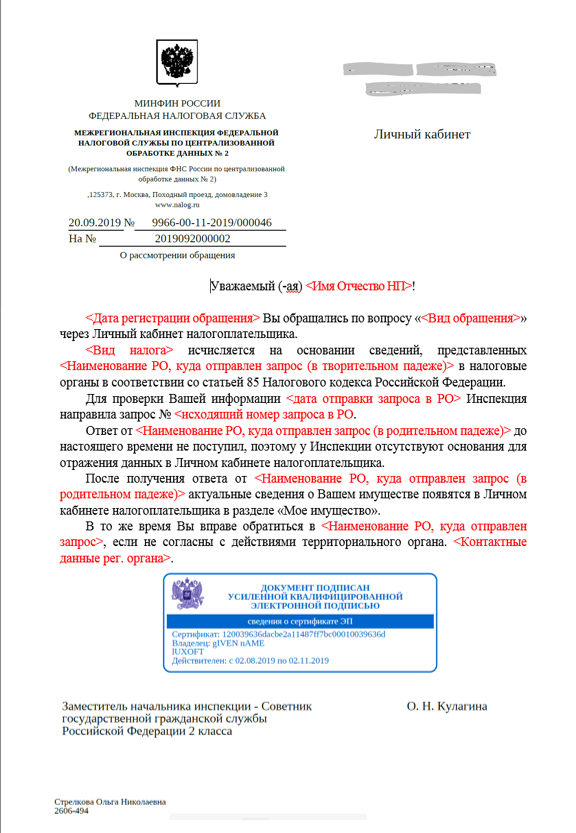 МИНФИН РОССИИ
ФЕДЕРАЛЬНАЯ НАЛОГОВАЯ СЛУЖБА
МЕЖРЕГИОНАЛЬНАЯ ИНСПЕКЦИЯ ФЕДЕРАЛЬНОЙ
НАЛОГОВОЙ СЛУЖБЫ ПО ЦЕНТРАЛИЗОВАННОЙ
ОБРАБОТКЕ ДАННЫХ № 2
(Межрегиональная инспекция ФНС России по централизованной
обработке данных № 2)
,125373, г. Москва, Походный проезд, домовладение 3
www.nalog.ru
20.09.2019 № 9966-00-11-2019/000046
На № 2019092000002
О рассмотрении обращения
Личный кабинет
Уважаемый (-ая) <Имя Отчество НП>!
<Дата регистрации обращения> Вы обращались по вопросу «<Вид обращения»
через Личный кабинет налогоплательщика.
<Вид налога> исчисляется на основании сведений, представленных
<Наименование РО, куда отправлен запрос (в творительном падеже)> в налоговые
органы в соответствии со статьей 85 Налогового кодекса Российской Федерации.
Для проверки Вашей информации <дата отправки запроса в РО> Инспекция
направила запрос № <исходящий номер запроса в РО.
Ответ от <Наименование РО, куда отправлен запрос (в родительном падеже)> до
настоящего времени не поступил, поэтому у Инспекции отсутствуют основания для
отражения данных в Личном кабинете налогоплательщика.
После получения ответа от <Наименование РО, куда отправлен запрос (в
родительном падеже)> актуальные сведения о Вашем имуществе появятся в Личном
кабинете налогоплательщика в разделе «Мое имущество».
В то же время Вы вправе обратиться в <Наименование РО, куда отправлен
запрос>, если не согласны с действиями территориального органа. <Контактные
данные рег. органа>.
ДОКУМЕНТ ПОДПИСАН
УСИЛЕННОЙ КВАЛИФИЦИРОВАННОЙ
ЭЛЕКТРОННОЙ ПОДПИСЬЮ
сведения о сертификате ЭП
Сертификат: 120039636dacbe2a11487ff7bc00010039636d
Владелец: gIVEN nAME
lUXOFT
Действителен: с 02.08.2019 по 02.11.2019
Заместитель начальника инспекции - Советник
государственной гражданской службы
Российской Федерации 2 класса
О. Н. Кулагина
Стрелкова Ольга Николаевна
2606-494